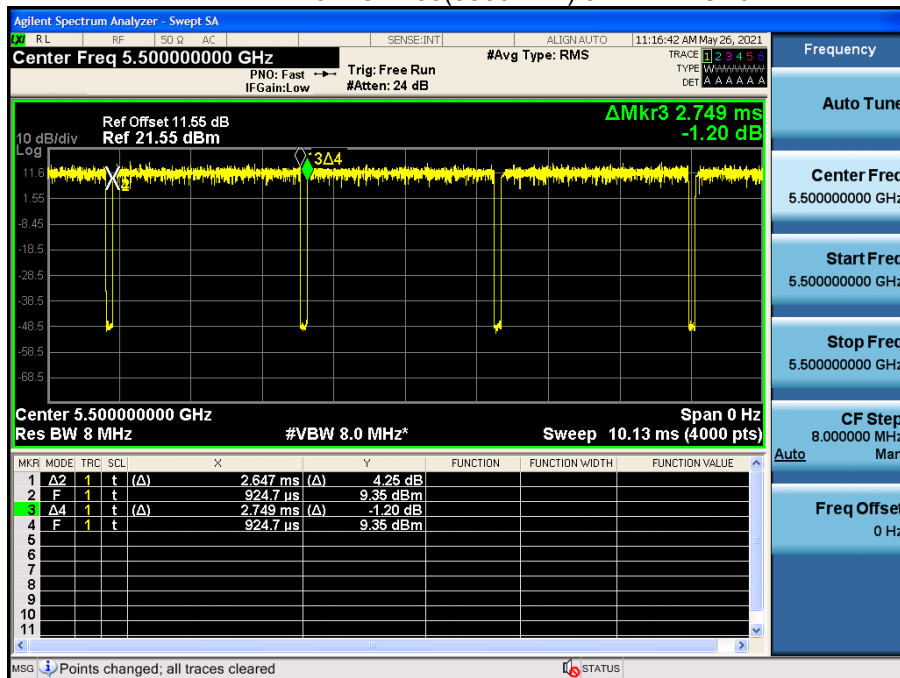 Agilent Spectrum Analyzer - Swept SA
LXI RL RF 50 Ω AC SENSE:INT ALIGN AUTO 11:16:42 AM May 26, 2021
Center Freq 5.500000000 GHz #Avg Type: RMS TRACE 1 2 3 4 5 6
PNO: Fast Trig: Free Run TYPE WWWWWW
IFGain:Low #Atten: 24 dB DET A A A A A A
Frequency
Auto Tune
ΔMkr3 2.749 ms
-1.20 dB
Ref Offset 11.55 dB
10 dB/div Ref 21.55 dBm
Log
11.6
1.55
-8.45
-18.5
-28.5
-38.5
-48.5
-58.5
-68.5
3Δ4
Center Freq
5.500000000 GHz
Start Freq
5.500000000 GHz
Stop Freq
5.500000000 GHz
CF Step
8.000000 MHz
Auto Man
Freq Offset
0 Hz
Center 5.500000000 GHz Span 0 Hz
Res BW 8 MHz #VBW 8.0 MHz* Sweep 10.13 ms (4000 pts)
MKR MODE TRC SCL X Y FUNCTION FUNCTION WIDTH FUNCTION VALUE
1 Δ2 1 t (Δ) 2.647 ms (Δ) 4.25 dB
2 F 1 t 924.7 µs 9.35 dBm
3 Δ4 1 t (Δ) 2.749 ms (Δ) -1.20 dB
4 F 1 t 924.7 µs 9.35 dBm
5
6
7
8
9
10
11
MSG Points changed; all traces cleared STATUS